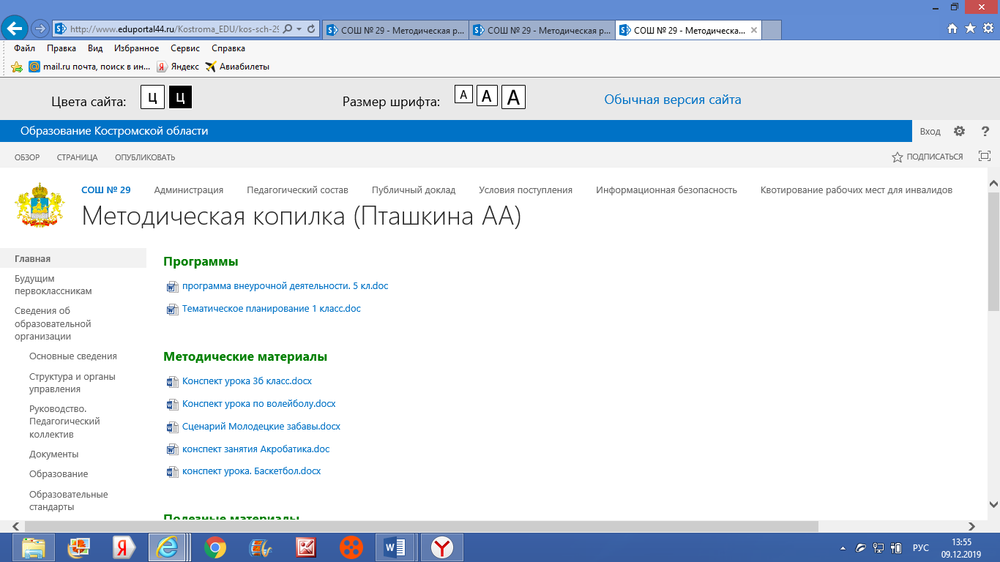 http://www.eduportal44.ru/Kostroma_EDU/kos-sch-29
СОШ № 29 - Методическая р...
СОШ № 29 - Методическая р...
СОШ № 29 - Методическа...
Файл Правка Вид Избранное Сервис Справка
mail.ru почта, поиск в ин... Яндекс Авиабилеты
Цвета сайта: Ц Ц Размер шрифта: А А А Обычная версия сайта
Образование Костромской области Вход ?
ОБЗОР СТРАНИЦА ОПУБЛИКОВАТЬ ПОДПИСАТЬСЯ
СОШ № 29 Администрация Педагогический состав Публичный доклад Условия поступления Информационная безопасность Квотирование рабочих мест для инвалидов
Методическая копилка (Пташкина АА)
Главная
Будущим
первоклассникам
Сведения об
образовательной
организации
Основные сведения
Структура и органы
управления
Руководство.
Педагогический
коллектив
Документы
Образование
Образовательные
стандарты
Программы
программа внеурочной деятельности. 5 кл.doc
Тематическое планирование 1 класс.doc
Методические материалы
Конспект урока 3б класс.docx
Конспект урока по волейболу.docx
Сценарий Молодецкие забавы.docx
конспект занятия Акробатика.doc
конспект урока. Баскетбол.docx
Полезные материалы
РУС
13:55
09.12.2019